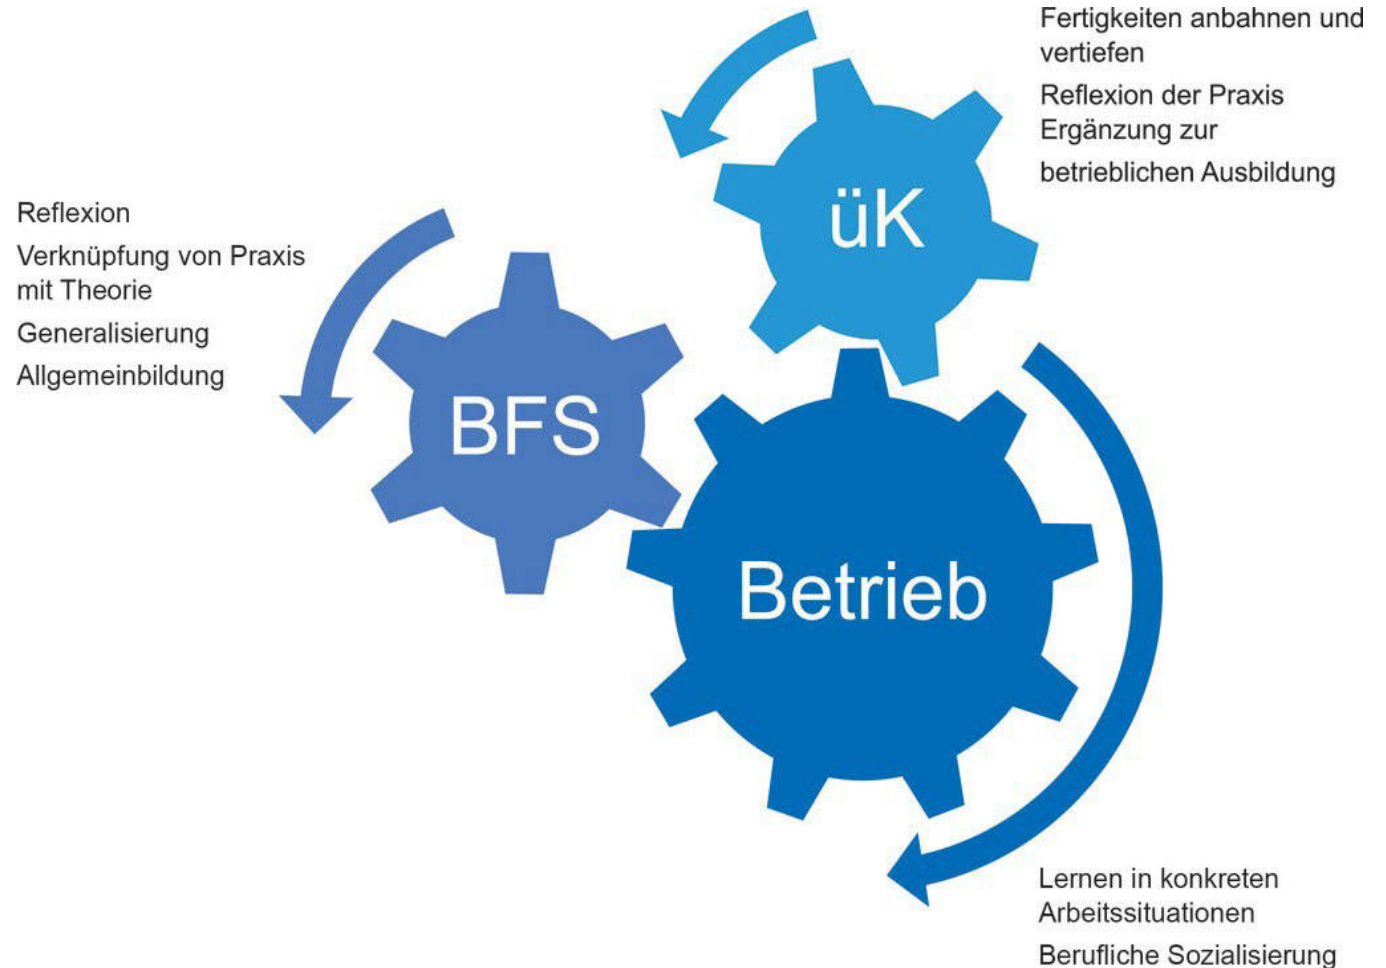 Fertigkeiten anbahnen und
vertiefen
Reflexion der Praxis
Ergänzung zur
betrieblichen Ausbildung
üK
Reflexion
Verknüpfung von Praxis
mit Theorie
Generalisierung
Allgemeinbildung
BFS
Betrieb
Lernen in konkreten
Arbeitssituationen
Berufliche Sozialisierung